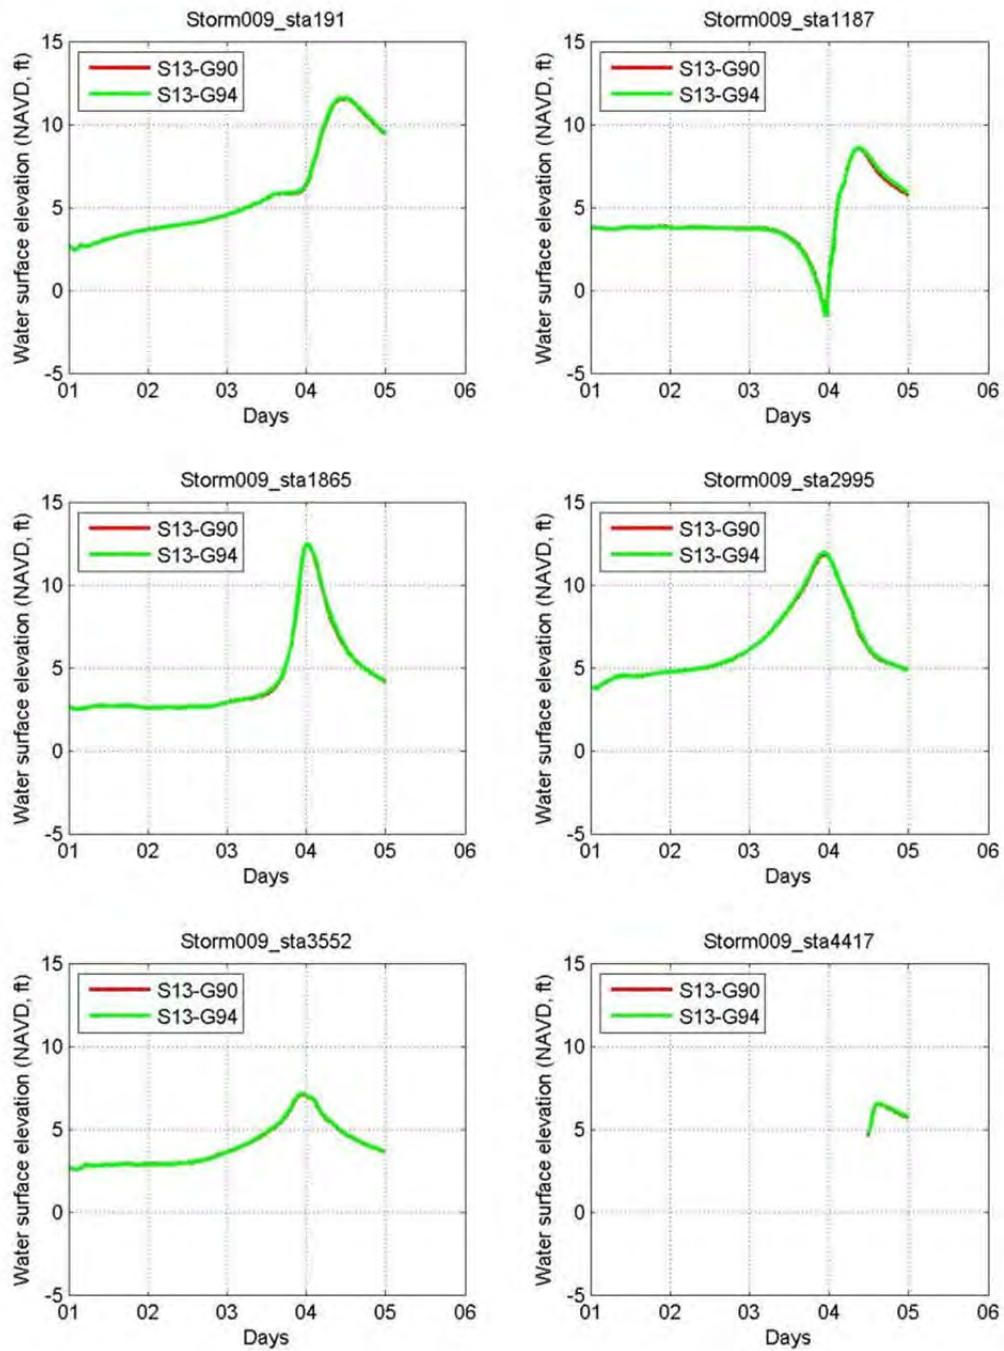 Storm009_sta191
S13-G90
S13-G94
Water surface elevation (NAVD, ft)
15
10
5
0
-5
01 02 03 04 05 06
Days
Storm009_sta1187
S13-G90
S13-G94
Water surface elevation (NAVD, ft)
15
10
5
0
-5
01 02 03 04 05 06
Days
Storm009_sta1865
S13-G90
S13-G94
Water surface elevation (NAVD, ft)
15
10
5
0
-5
01 02 03 04 05 06
Days
Storm009_sta2995
S13-G90
S13-G94
Water surface elevation (NAVD, ft)
15
10
5
0
-5
01 02 03 04 05 06
Days
Storm009_sta3552
S13-G90
S13-G94
Water surface elevation (NAVD, ft)
15
10
5
0
-5
01 02 03 04 05 06
Days
Storm009_sta4417
S13-G90
S13-G94
Water surface elevation (NAVD, ft)
15
10
5
0
-5
01 02 03 04 05 06
Days